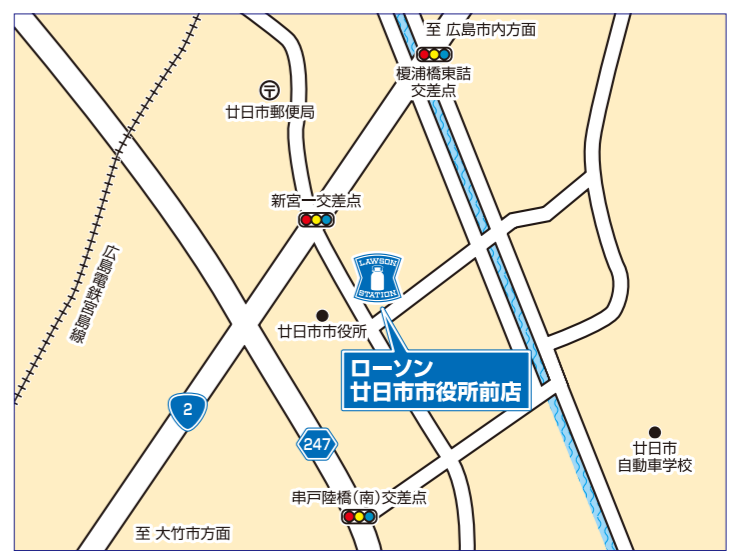 至 広島市内方面
榎浦橋東詰
交差点
〒
廿日市郵便局
新宮一交差点
広島電鉄宮島線
LAWSON
STATION
廿日市市役所
ローソン
廿日市市役所前店
2
247
廿日市
自動車学校
串戸陸橋(南)交差点
至 大竹市方面